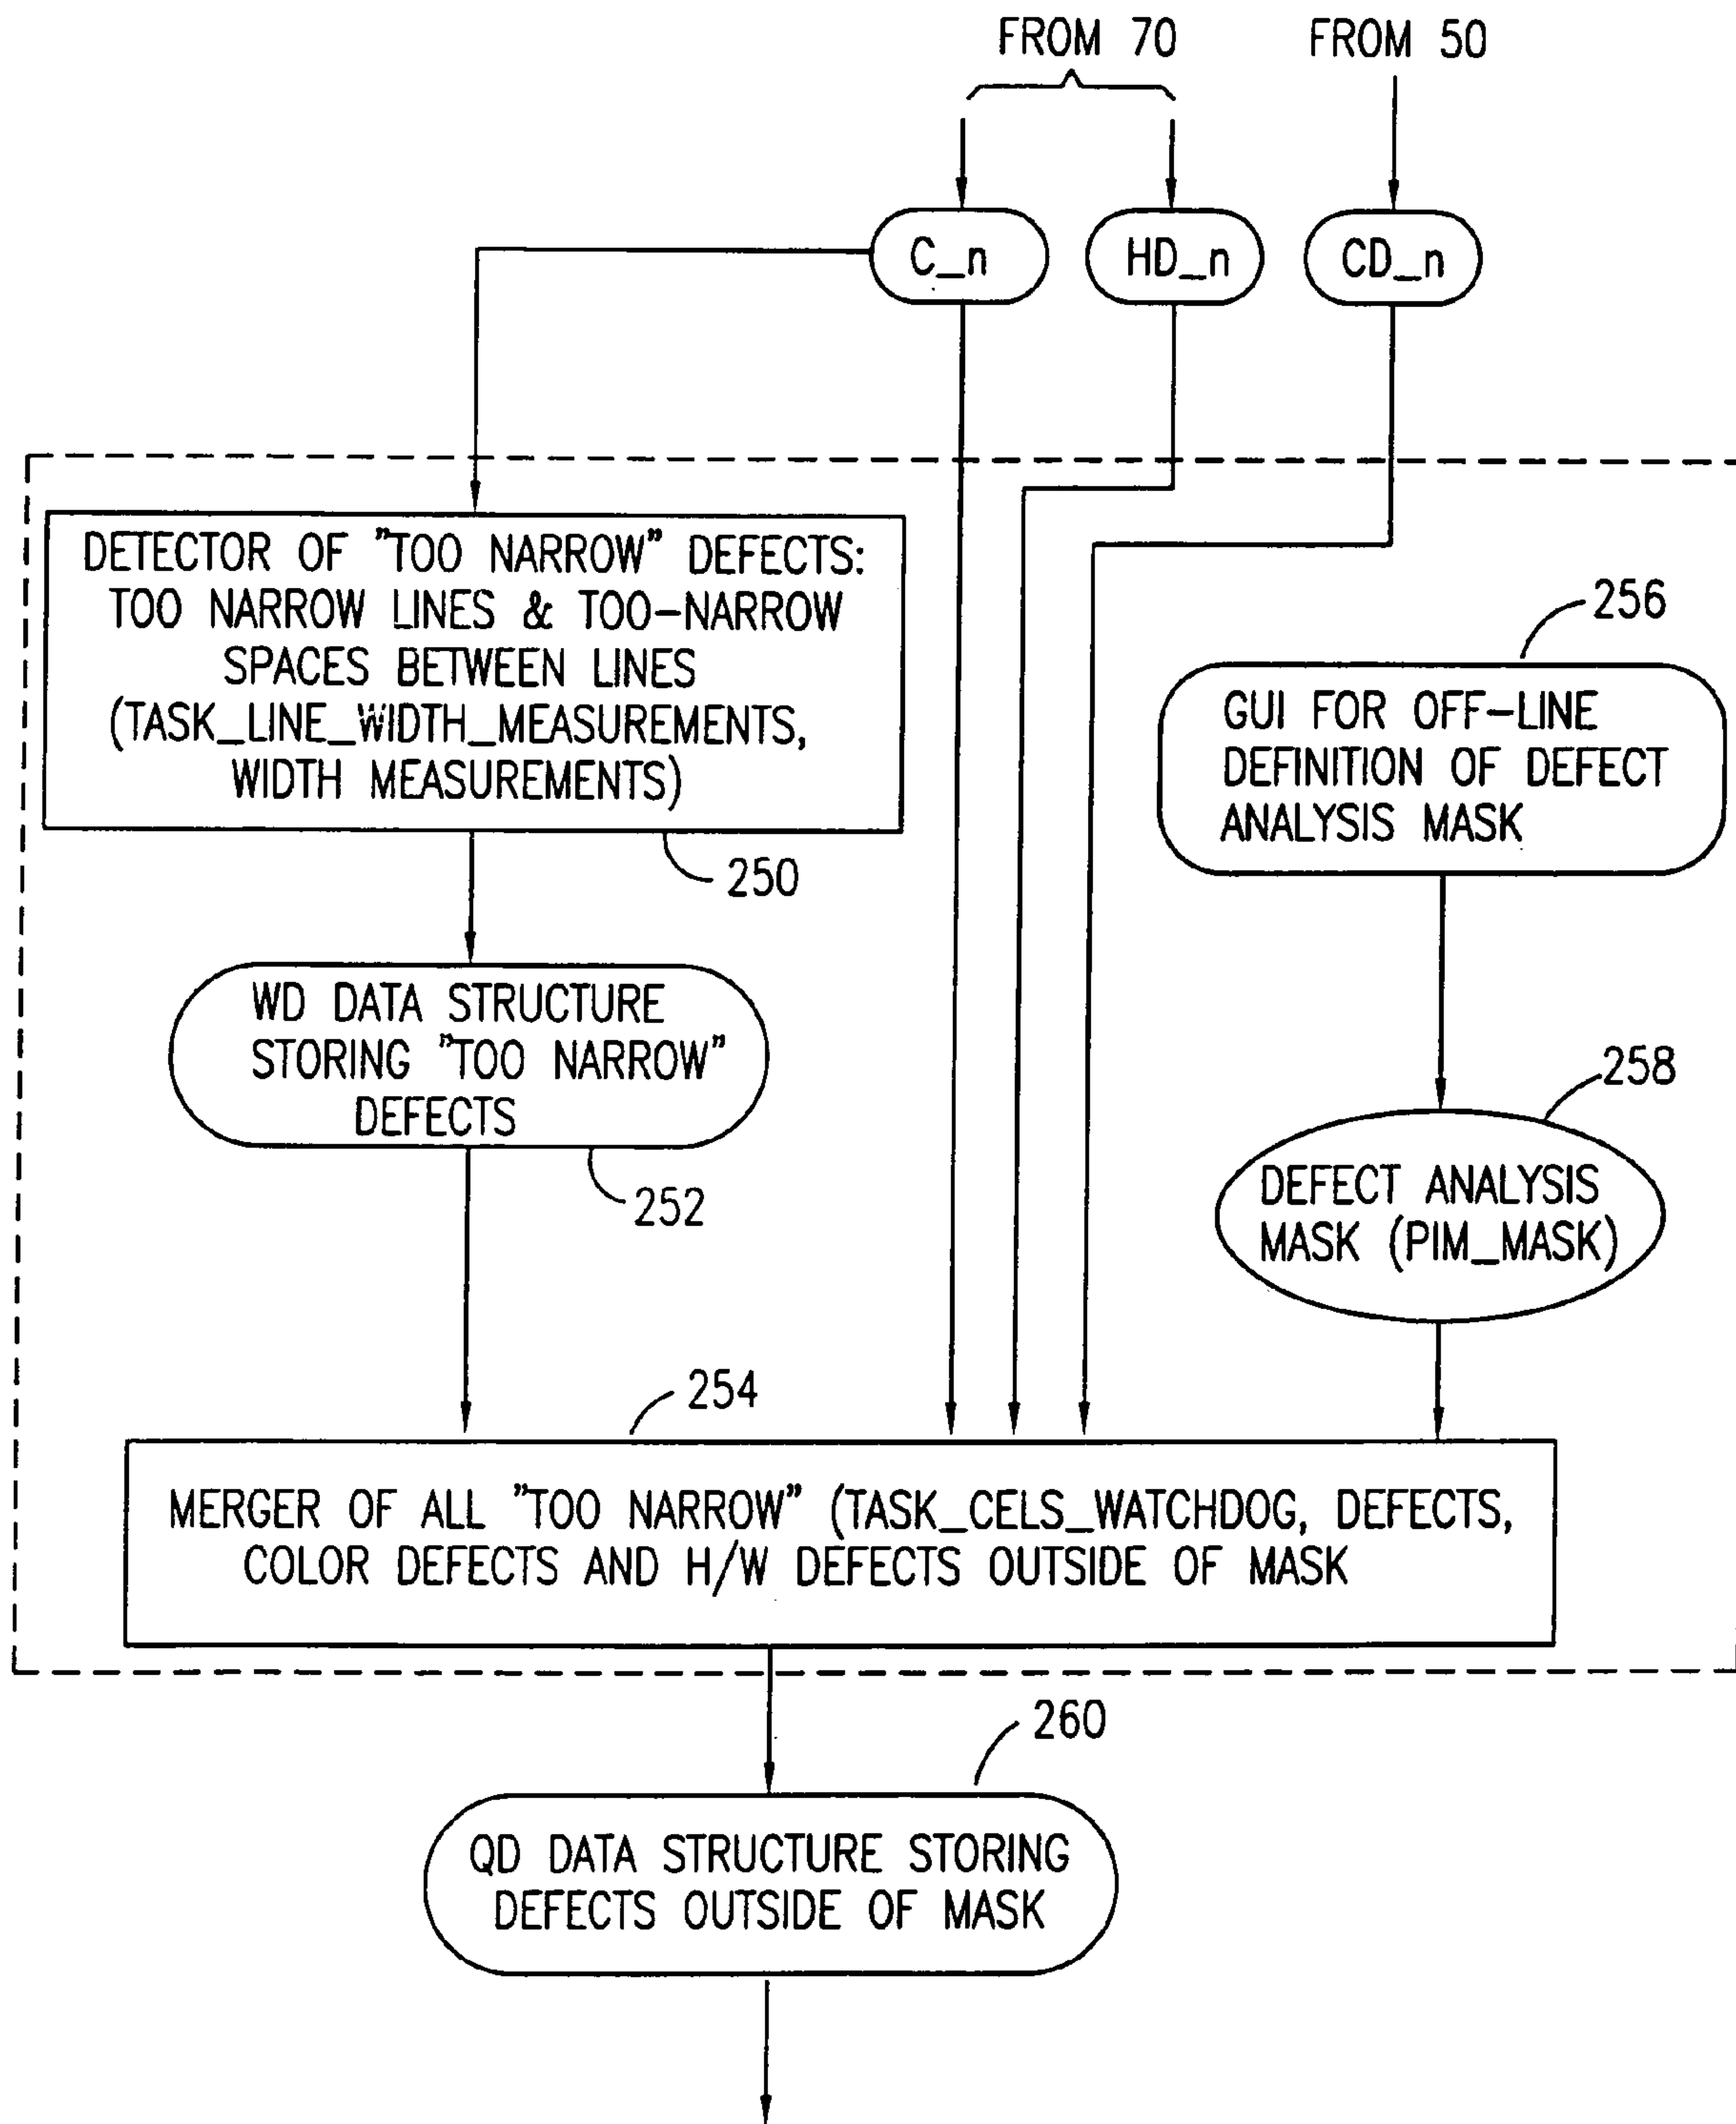 FROM 70
FROM 50
C_n
HD_n
CD_n
DETECTOR OF "TOO NARROW" DEFECTS:
TOO NARROW LINES & TOO-NARROW
SPACES BETWEEN LINES
(TASK_LINE_WIDTH_MEASUREMENTS,
WIDTH MEASUREMENTS)
250
256
GUI FOR OFF-LINE
DEFINITION OF DEFECT
ANALYSIS MASK
WD DATA STRUCTURE
STORING "TOO NARROW"
DEFECTS
252
258
DEFECT ANALYSIS
MASK (PIM_MASK)
254
MERGER OF ALL "TOO NARROW" (TASK_CELS_WATCHDOG, DEFECTS,
COLOR DEFECTS AND H/W DEFECTS OUTSIDE OF MASK
260
QD DATA STRUCTURE STORING
DEFECTS OUTSIDE OF MASK